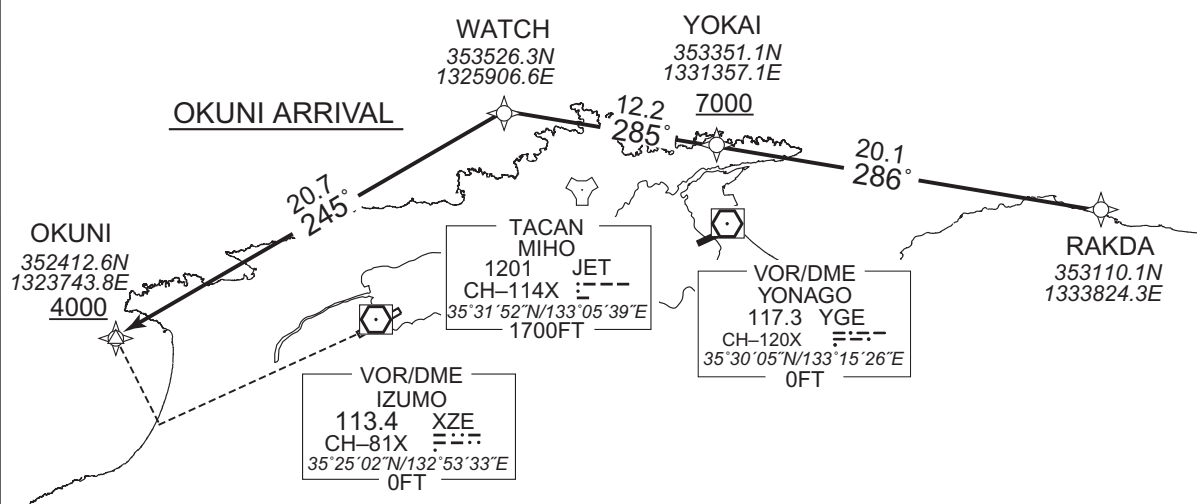 WATCH
353526.3N
1325906.6E
YOKAI
353351.1N
1331357.1E
7000
OKUNI ARRIVAL
12.2
285°
20.1
286°
20.7
245°
OKUNI
352412.6N
1323743.8E
4000
RAKDA
353110.1N
1333824.3E
TACAN
MIHO
1201 JET
CH–114X
35°31´52˝N/133°05´39˝E
1700FT
VOR/DME
YONAGO
117.3 YGE
CH–120X
35°30´05˝N/133°15´26˝E
0FT
VOR/DME
IZUMO
113.4 XZE
CH–81X
35°25´02˝N/132°53´33˝E
0FT